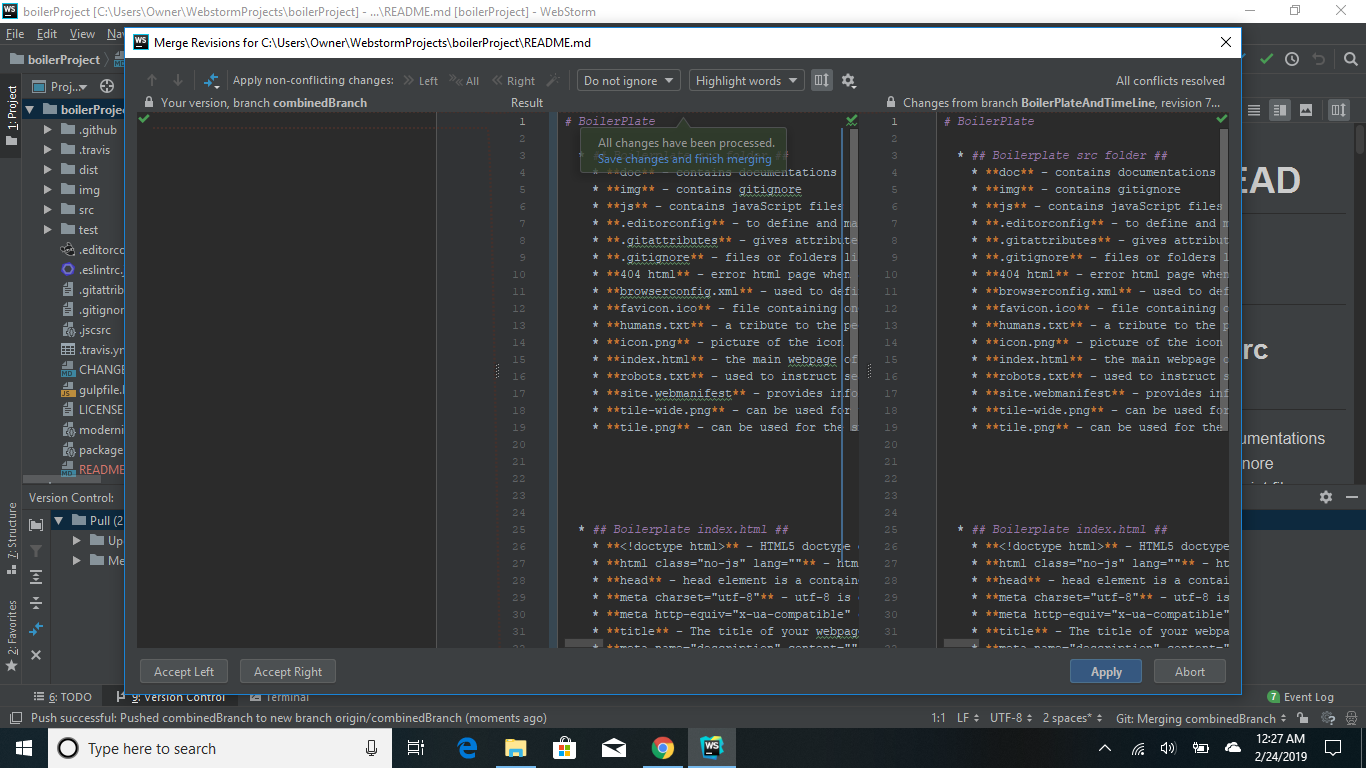 boilerProject [C:\Users\Owner\WebstormProjects\boilerProject] - ...\README.md [boilerProject] - WebStorm
File Edit View Nav
Merge Revisions for C:\Users\Owner\WebstormProjects\boilerProject\README.md
boilerProject
Apply non-conflicting changes: Left All Right Do not ignore Highlight words All conflicts resolved
Your version, branch combinedBranch Result Changes from branch BoilerPlateAndTimeLine, revision 7...
1: Project
Proj...
boilerProje
.github
.travis
dist
img
src
test
.editorco
.eslintrc.
.gitattrib
.gitignor
.jscsrc
.travis.yn
CHANGE
gulpfile.
LICENSE
moderni
package
README
All changes have been processed.
Save changes and finish merging
1 # BoilerPlate
2
3 * ##
4 * **doc** - contains documentations
5 * **img** - contains gitignore
6 * **js** - contains javaScript files
7 * **.editorconfig** - to define and ma
8 * **.gitattributes** - gives attribute
9 * **.gitignore** - files or folders li
10 * **404 html** - error html page when
11 * **browserconfig.xml** - used to defi
12 * **favicon.ico** - file containing on
13 * **humans.txt** - a tribute to the pe
14 * **icon.png** - picture of the icon
15 * **index.html** - the main webpage of
16 * **robots.txt** - used to instruct se
17 * **site.webmanifest** - provides info
18 * **tile-wide.png** - can be used for
19 * **tile.png** - can be used for the s
20
21
22
23
24
25 * ## Boilerplate index.html ##
26 * **<!doctype html>** - HTML5 doctype
27 * **html class="no-js" lang=""** - htm
28 * **head** - head element is a contain
29 * **meta charset="utf-8"** - utf-8 is
30 * **meta http-equiv="x-ua-compatible"
31 * **title** - The title of your webpag
1 # BoilerPlate
2
3 * ## Boilerplate src folder ##
4 * **doc** - contains documentations
5 * **img** - contains gitignore
6 * **js** - contains javaScript files
7 * **.editorconfig** - to define and m
8 * **.gitattributes** - gives attribut
9 * **.gitignore** - files or folders l
10 * **404 html** - error html page when
11 * **browserconfig.xml** - used to def
12 * **favicon.ico** - file containing o
13 * **humans.txt** - a tribute to the p
14 * **icon.png** - picture of the icon
15 * **index.html** - the main webpage o
16 * **robots.txt** - used to instruct s
17 * **site.webmanifest** - provides inf
18 * **tile-wide.png** - can be used for
19 * **tile.png** - can be used for the
20
21
22
23
24
25 * ## Boilerplate index.html ##
26 * **<!doctype html>** - HTML5 doctype
27 * **html class="no-js" lang=""** - ht
28 * **head** - head element is a contai
29 * **meta charset="utf-8"** - utf-8 is
30 * **meta http-equiv="x-ua-compatible"
31 * **title** - The title of your webpa
EAD
rc
umentations
nore
Version Control:
Pull (2
Up
Me
7: Structure
2: Favorites
Accept Left Accept Right Apply Abort
6: TODO 9: Version Control Terminal 7 Event Log
Push successful: Pushed combinedBranch to new branch origin/combinedBranch (moments ago) 1:1 LF UTF-8 2 spaces* Git: Merging combinedBranch
Type here to search
12:27 AM
2/24/2019